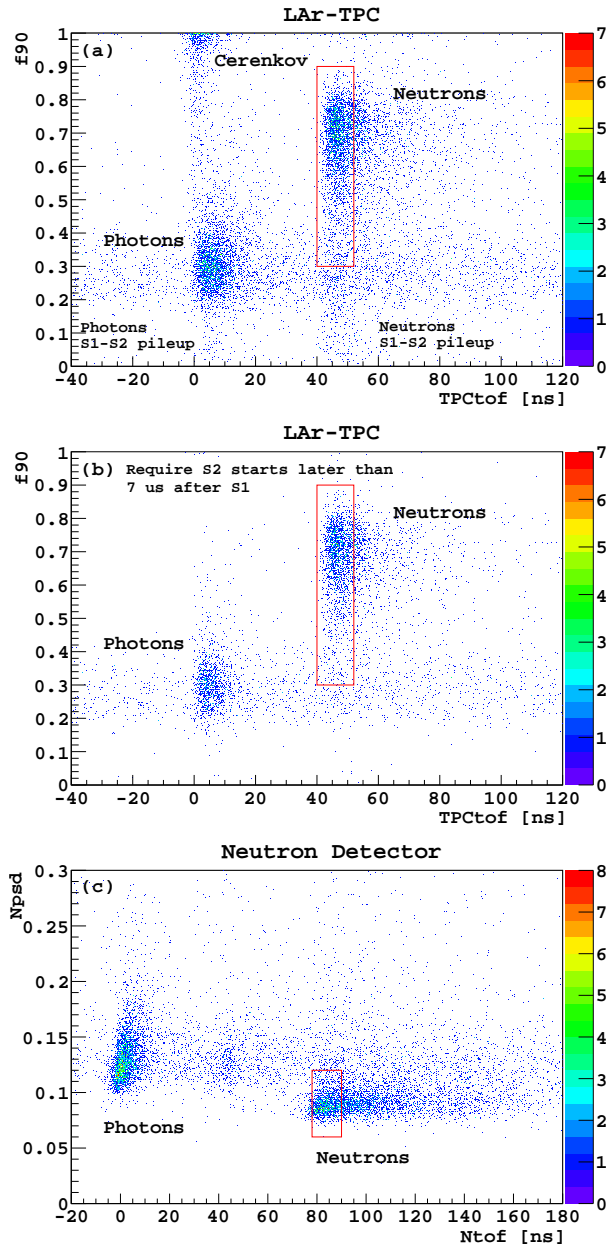 LAr-TPC
f90
(a)
Cerenkov
Neutrons
Photons
Photons
S1-S2 pileup
Neutrons
S1-S2 pileup
1
0.9
0.8
0.7
0.6
0.5
0.4
0.3
0.2
0.1
0
-40 -20 0 20 40 60 80 100 120
TPCtof [ns]
7
6
5
4
3
2
1
0
LAr-TPC
f90
(b) Require S2 starts later than
7 us after S1
Neutrons
Photons
1
0.9
0.8
0.7
0.6
0.5
0.4
0.3
0.2
0.1
0
-40 -20 0 20 40 60 80 100 120
TPCtof [ns]
7
6
5
4
3
2
1
0
Neutron Detector
Npsd
(c)
Photons
Neutrons
0.3
0.25
0.2
0.15
0.1
0.05
0
-20 0 20 40 60 80 100 120 140 160 180
Ntof [ns]
8
7
6
5
4
3
2
1
0